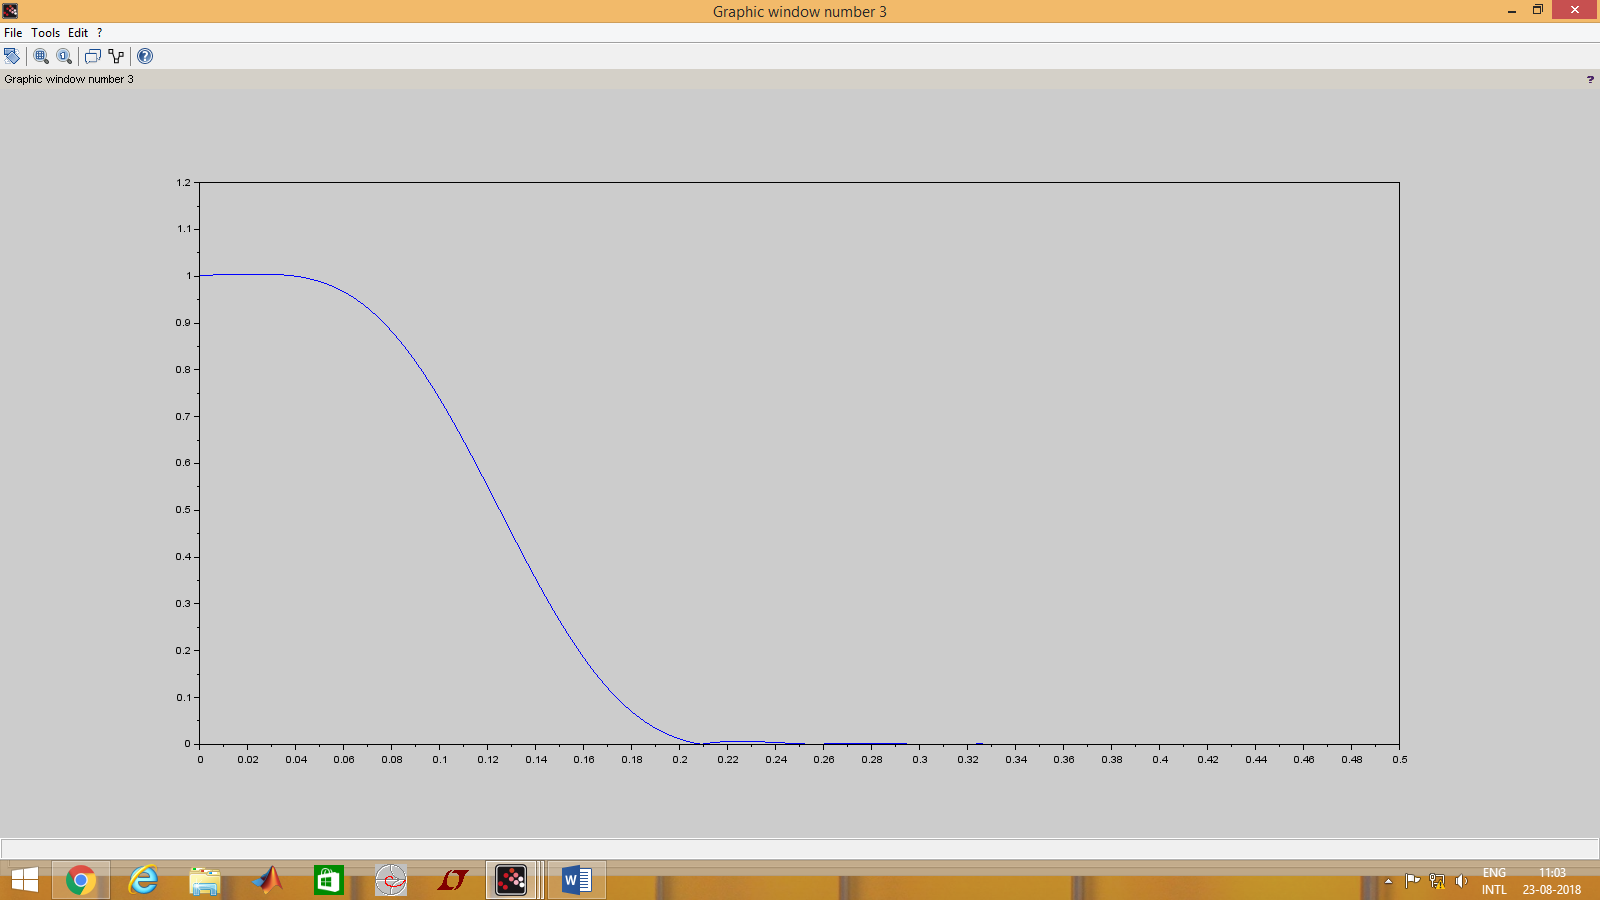 Graphic window number 3
File Tools Edit ?
Graphic window number 3
?
1.2
1.1
1
0.9
0.8
0.7
0.6
0.5
0.4
0.3
0.2
0.1
0
0 0.02 0.04 0.06 0.08 0.1 0.12 0.14 0.16 0.18 0.2 0.22 0.24 0.26 0.28 0.3 0.32 0.34 0.36 0.38 0.4 0.42 0.44 0.46 0.48 0.5
ENG 11:03
INTL 23-08-2018